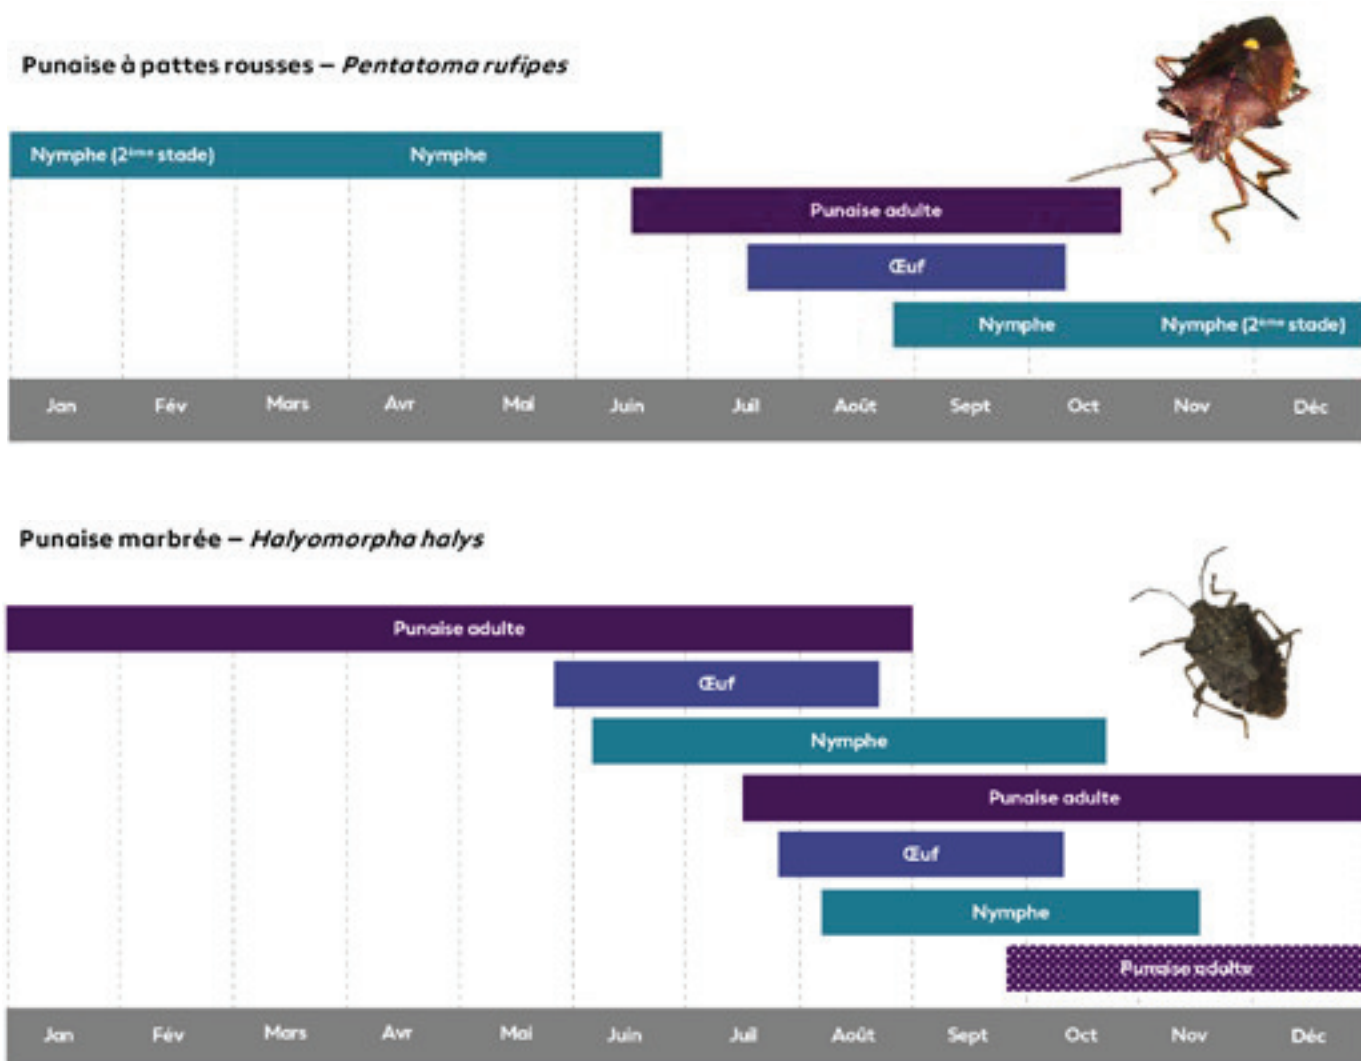 Punaise à pattes rousses – Pentatoma rufipes
Nymphe (2ème stade) Nymphe
Punaise adulte
Œuf
Nymphe Nymphe (2ème stade)
Jan Fév Mars Avr Mai Juin Juil Août Sept Oct Nov Déc
Punaise marbrée – Halyomorpha halys
Punaise adulte
Œuf
Nymphe
Punaise adulte
Œuf
Nymphe
Punaise adulte
Jan Fév Mars Avr Mai Juin Juil Août Sept Oct Nov Déc